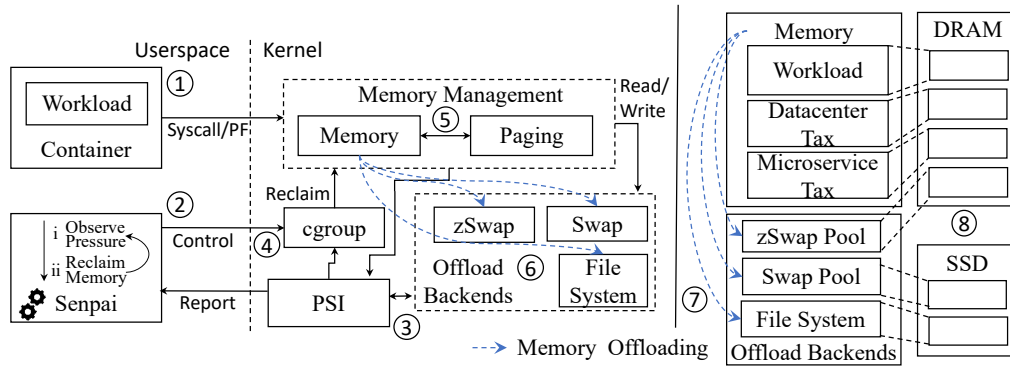 Userspace
Kernel
①
Workload
Container
Syscall/PF
Memory Management
Memory
⑤
Paging
Read/
Write
Reclaim
②
i Observe
Pressure
ii Reclaim
Memory
Senpai
Control
④
cgroup
zSwap
Swap
Offload
Backends
⑥
File
System
Report
PSI
③
Memory Offloading
⑦
Memory
Workload
Datacenter
Tax
Microservice
Tax
zSwap Pool
Swap Pool
File System
Offload Backends
DRAM
⑧
SSD